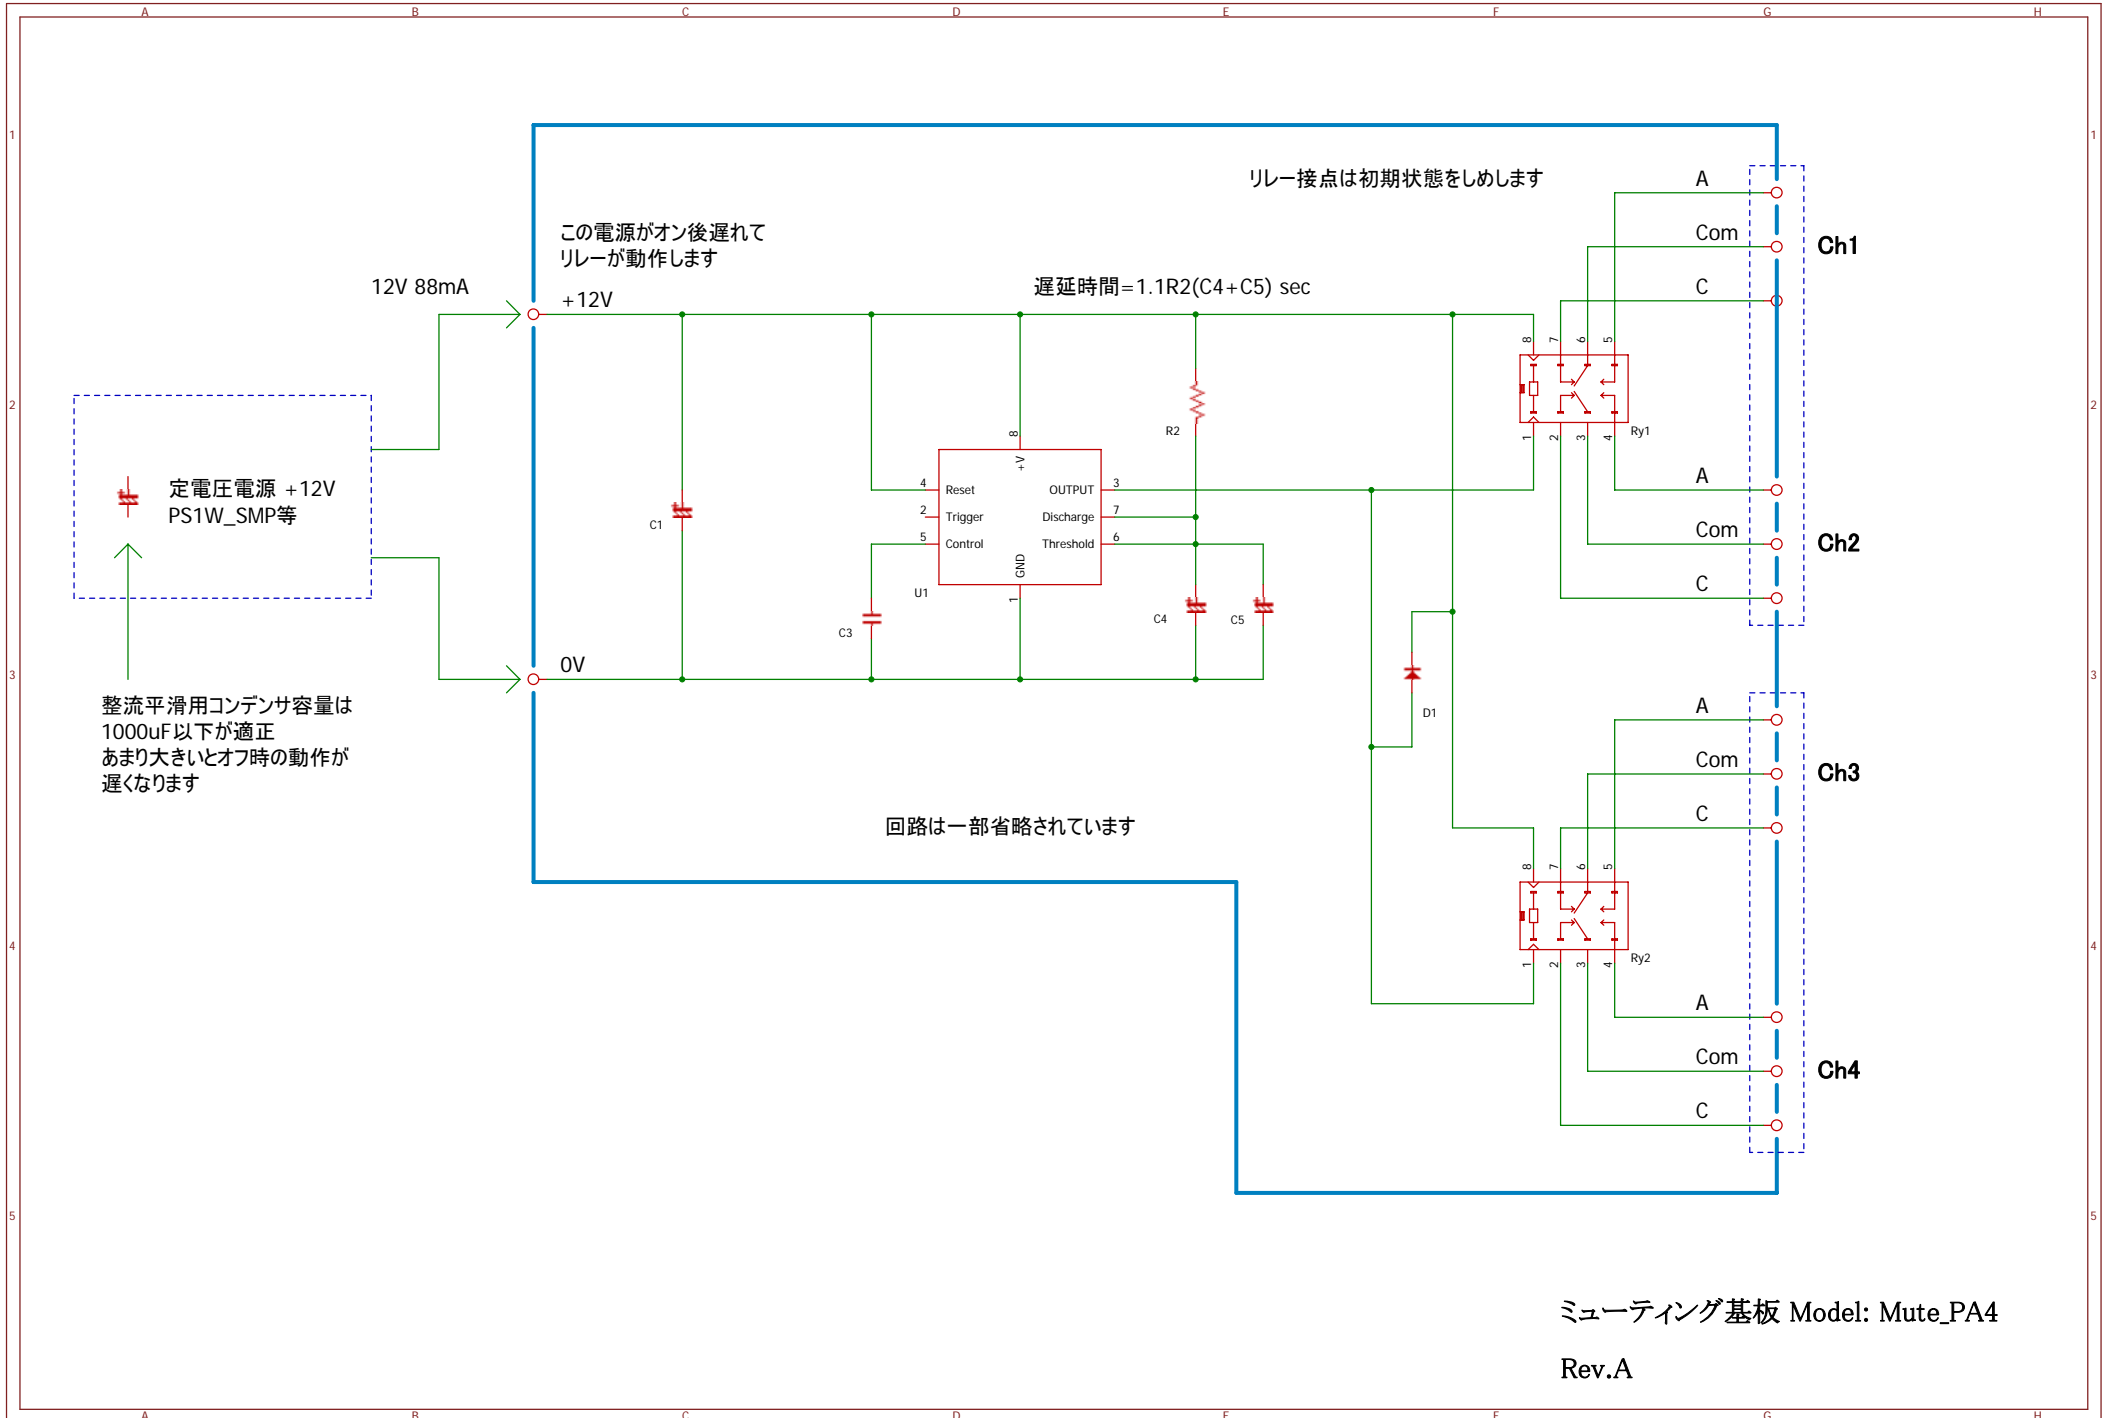 A B C D E F G H
1 1
リレー接点は初期状態をしめします
A
Com
Ch1
C
この電源がオン後遅れて
リレーが動作します
12V 88mA
+12V
遅延時間=1.1R2(C4+C5) sec
8 7 6 5
1 2 3 4
Ry1
2 2
R2
定電圧電源 +12V
PS1W_SMP等
C1
8
+V
4 Reset
2 Trigger
5 Control
OUTPUT 3
Discharge 7
Threshold 6
GND
1
U1
C3
C4
C5
A
Com
Ch2
C
3 3
0V
D1
整流平滑用コンデンサ容量は
1000uF以下が適正
あまり大きいとオフ時の動作が
遅くなります
回路は一部省略されています
A
Com
Ch3
C
8 7 6 5
1 2 3 4
Ry2
4 4
A
Com
Ch4
C
5 5
ミューティング基板 Model: Mute_PA4
Rev.A
A B C D E F G H